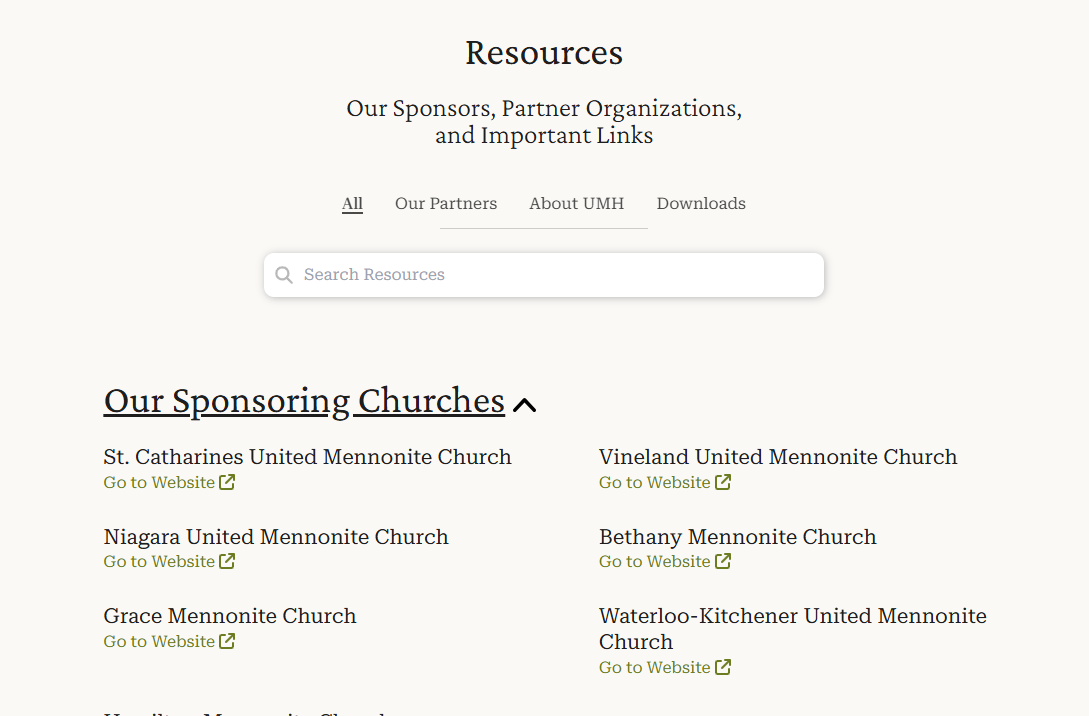 Resources
Our Sponsors, Partner Organizations,
and Important Links
All Our Partners About UMH Downloads
Search Resources
Our Sponsoring Churches
St. Catharines United Mennonite Church
Go to Website
Vineland United Mennonite Church
Go to Website
Niagara United Mennonite Church
Go to Website
Bethany Mennonite Church
Go to Website
Grace Mennonite Church
Go to Website
Waterloo-Kitchener United Mennonite
Church
Go to Website